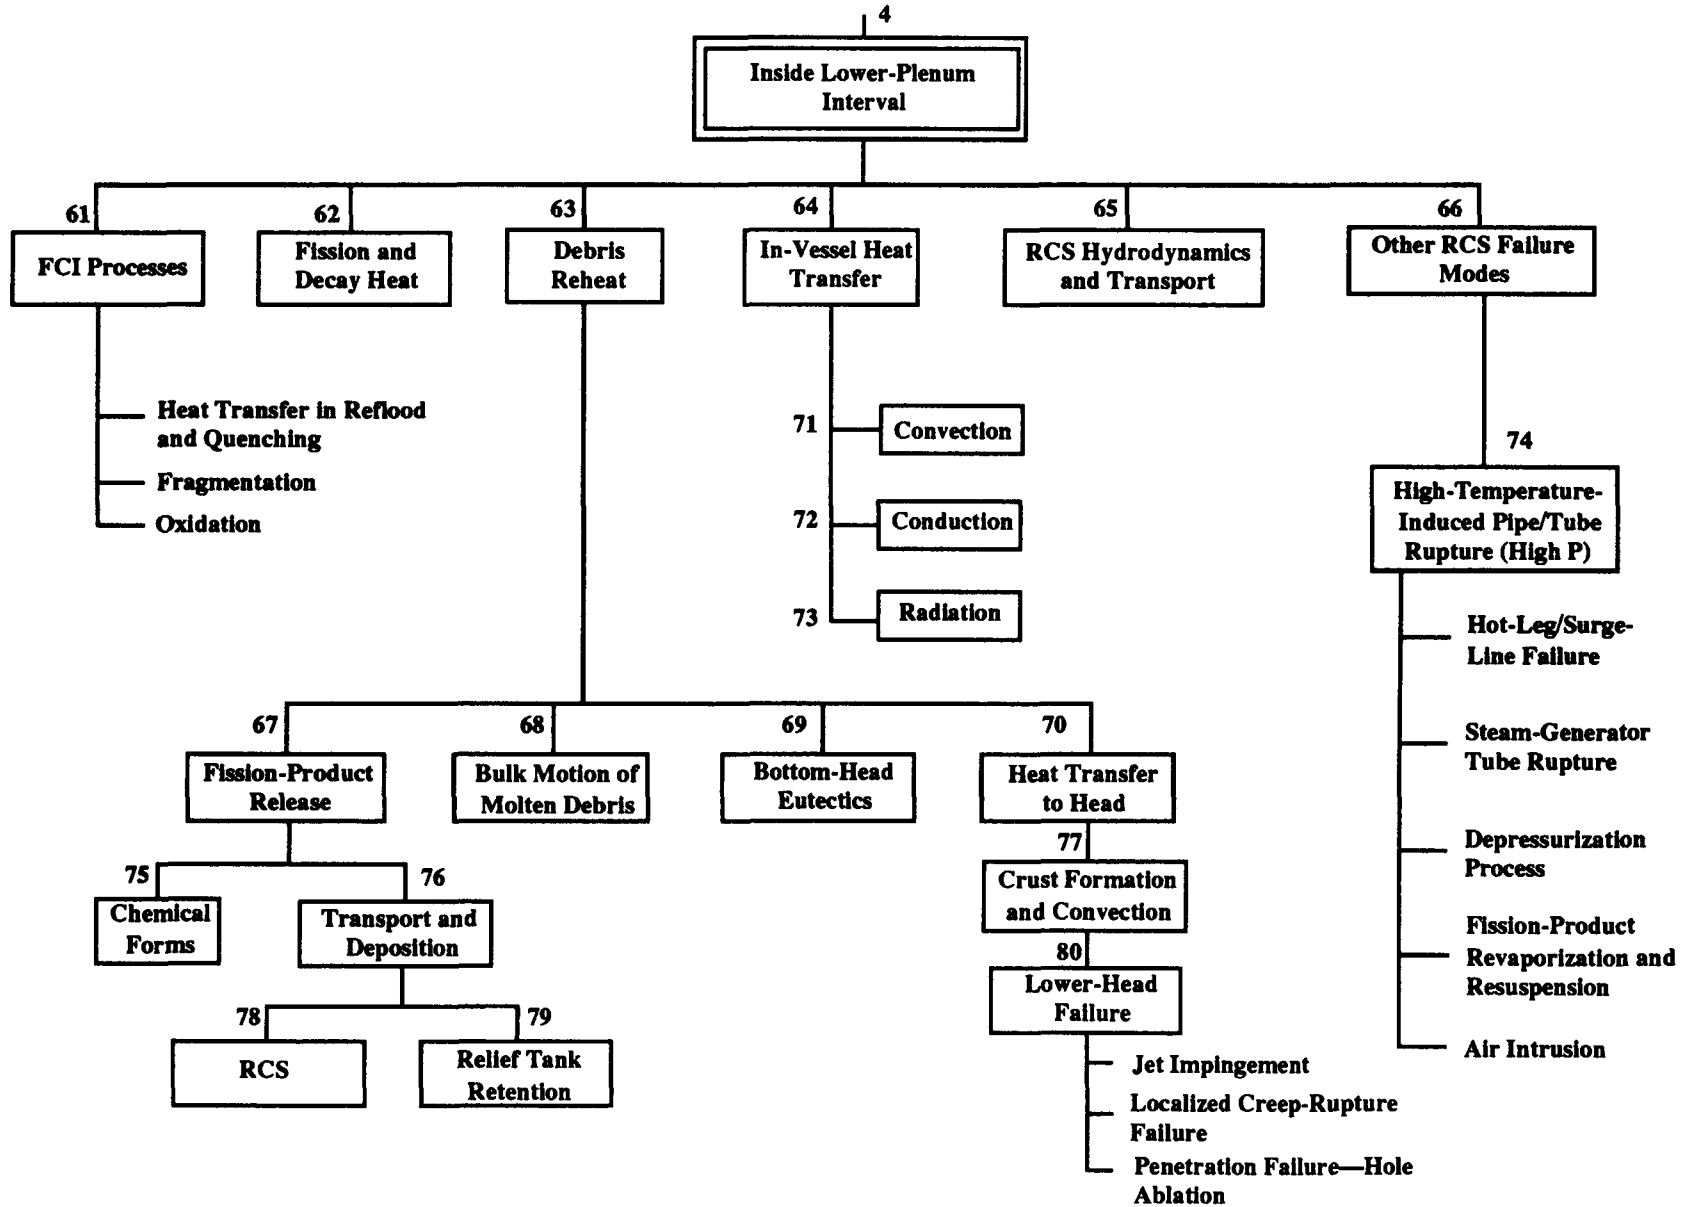 4
Inside Lower-Plenum
Interval
61
62
63
64
65
66
FCI Processes
Fission and
Decay Heat
Debris
Reheat
In-Vessel Heat
Transfer
RCS Hydrodynamics
and Transport
Other RCS Failure
Modes
Heat Transfer in Reflood
and Quenching
Fragmentation
Oxidation
71
Convection
72
Conduction
73
Radiation
74
High-Temperature-
Induced Pipe/Tube
Rupture (High P)
Hot-Leg/Surge-
Line Failure
Steam-Generator
Tube Rupture
Depressurization
Process
Fission-Product
Revaporization and
Resuspension
Air Intrusion
67
68
69
70
Fission-Product
Release
Bulk Motion of
Molten Debris
Bottom-Head
Eutectics
Heat Transfer
to Head
75
76
77
Chemical
Forms
Transport and
Deposition
Crust Formation
and Convection
78
79
80
RCS
Relief Tank
Retention
Lower-Head
Failure
Jet Impingement
Localized Creep-Rupture
Failure
Penetration Failure—Hole
Ablation